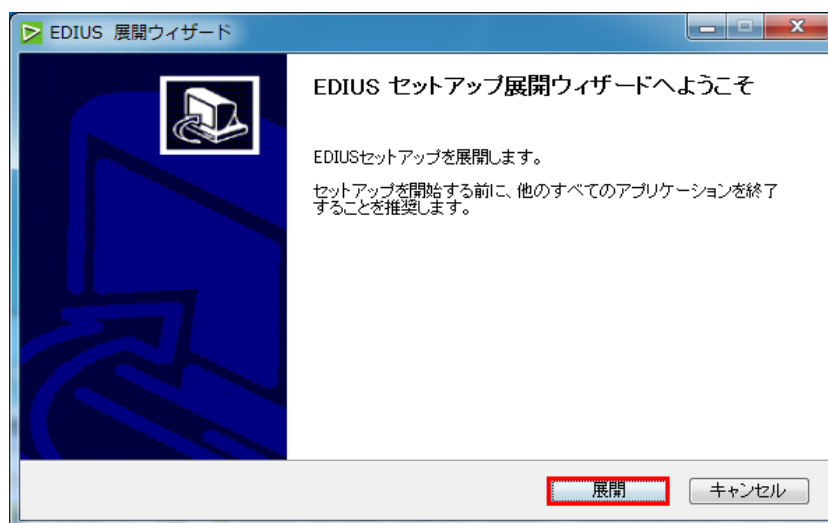 EDIUS 展開ウィザード
EDIUS セットアップ展開ウィザードへようこそ
EDIUSセットアップを展開します。
セットアップを開始する前に、他のすべてのアプリケーションを終了
することを推奨します。
展開
キャンセル